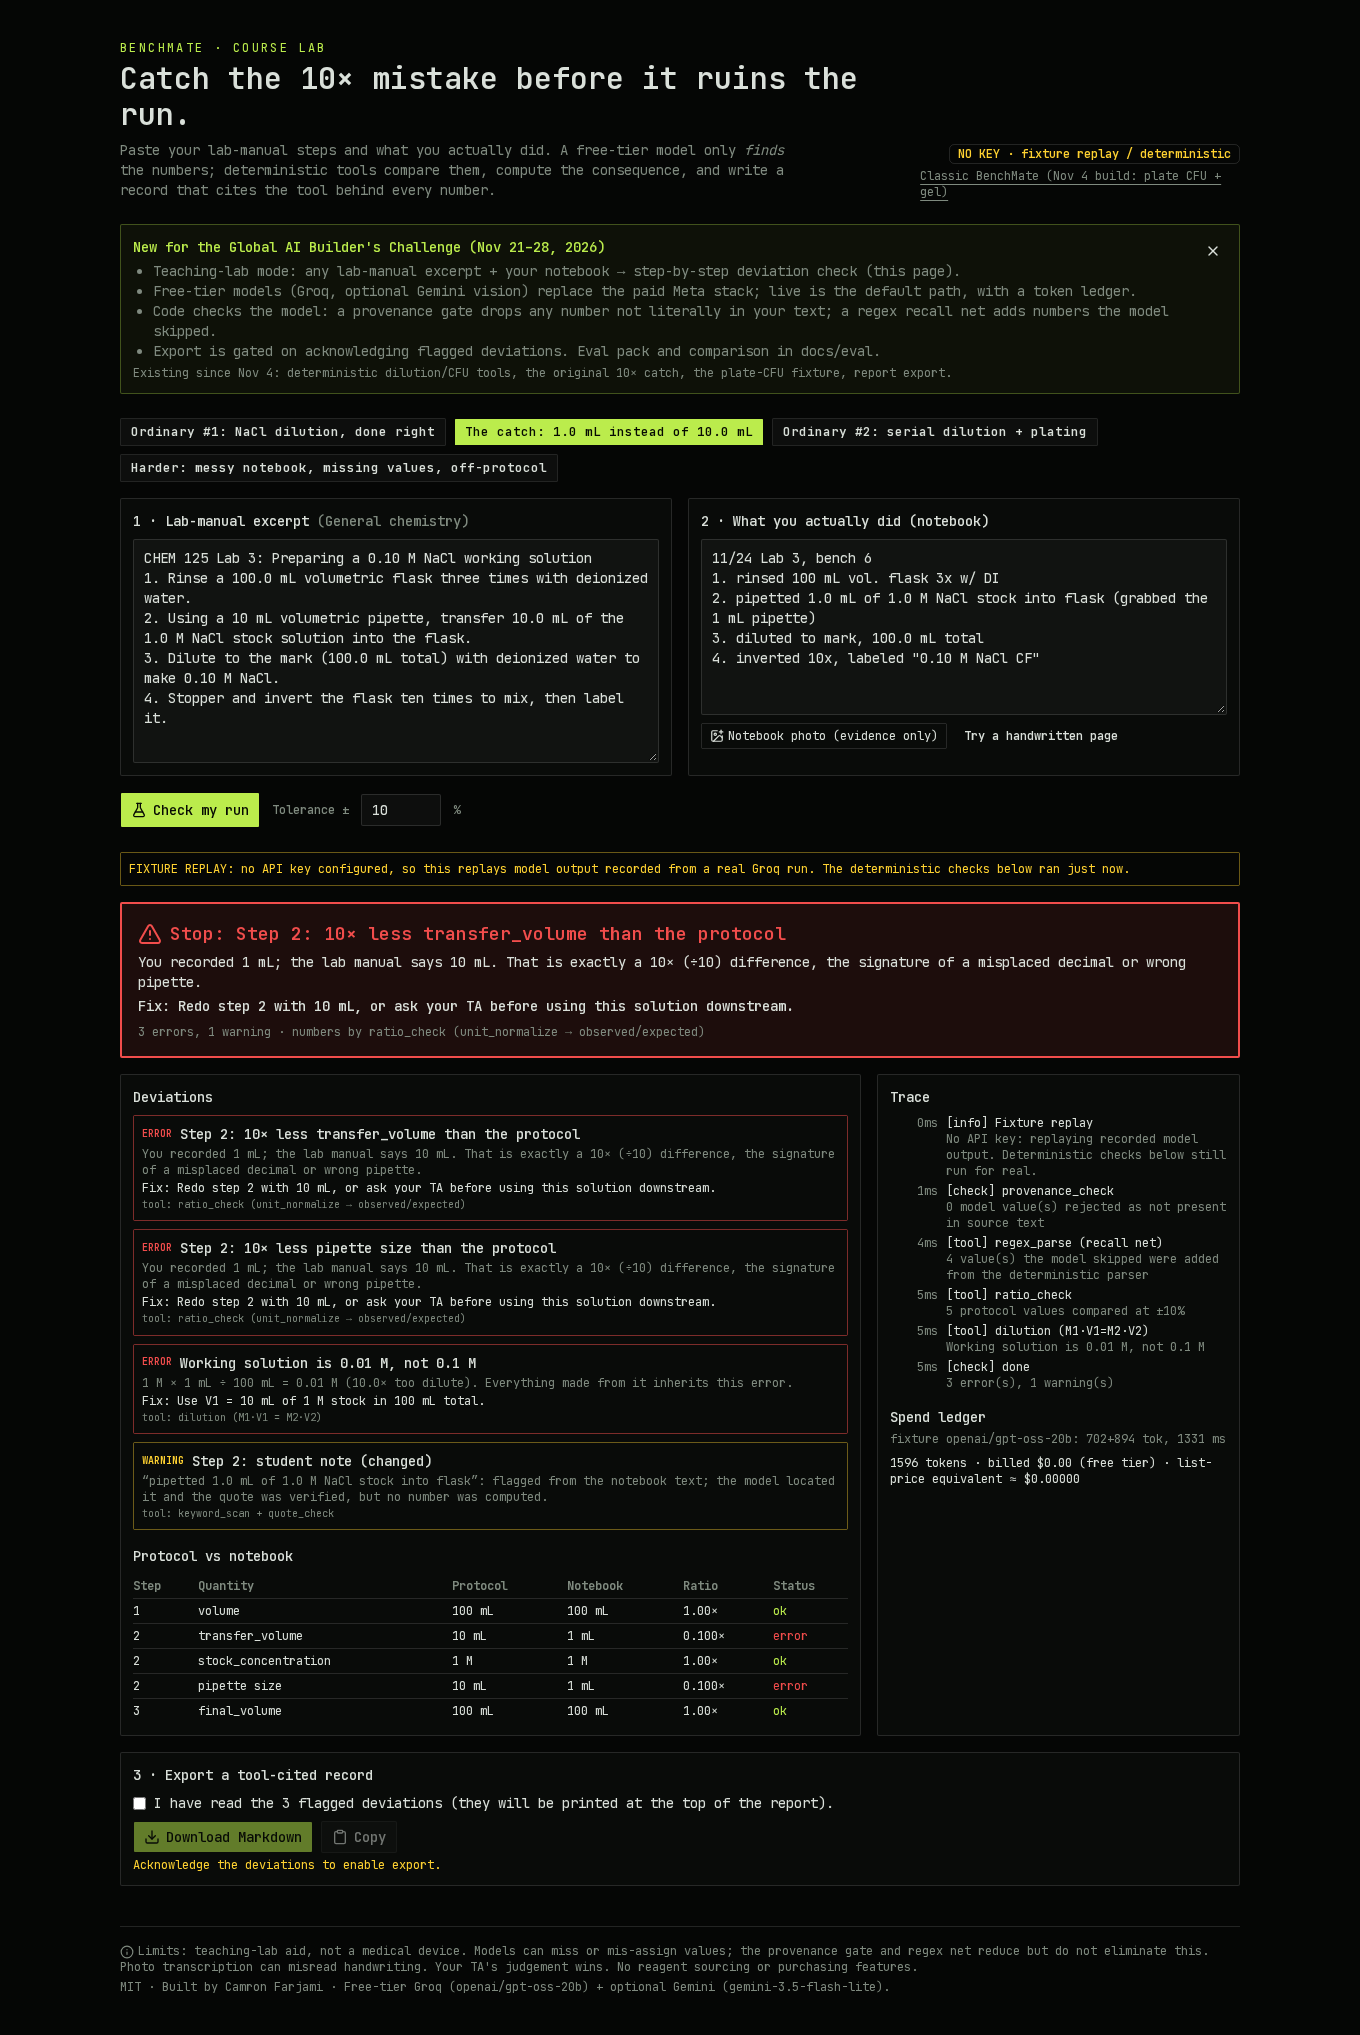 BENCHMATE · COURSE LAB
Catch the 10× mistake before it ruins the
run.
Paste your lab-manual steps and what you actually did. A free-tier model only finds
the numbers; deterministic tools compare them, compute the consequence, and write a
record that cites the tool behind every number.
NO KEY · fixture replay / deterministic
Classic BenchMate (Nov 4 build: plate CFU +
gel)
New for the Global AI Builder's Challenge (Nov 21–28, 2026)
• Teaching-lab mode: any lab-manual excerpt + your notebook → step-by-step deviation check (this page).
• Free-tier models (Groq, optional Gemini vision) replace the paid Meta stack; live is the default path, with a token ledger.
• Code checks the model: a provenance gate drops any number not literally in your text; a regex recall net adds numbers the model
skipped.
• Export is gated on acknowledging flagged deviations. Eval pack and comparison in docs/eval.
Existing since Nov 4: deterministic dilution/CFU tools, the original 10× catch, the plate-CFU fixture, report export.
Ordinary #1: NaCl dilution, done right
The catch: 1.0 mL instead of 10.0 mL
Ordinary #2: serial dilution + plating
Harder: messy notebook, missing values, off-protocol
1 · Lab-manual excerpt (General chemistry)
CHEM 125 Lab 3: Preparing a 0.10 M NaCl working solution
1. Rinse a 100.0 mL volumetric flask three times with deionized
water.
2. Using a 10 mL volumetric pipette, transfer 10.0 mL of the
1.0 M NaCl stock solution into the flask.
3. Dilute to the mark (100.0 mL total) with deionized water to
make 0.10 M NaCl.
4. Stopper and invert the flask ten times to mix, then label
it.
2 · What you actually did (notebook)
11/24 Lab 3, bench 6
1. rinsed 100 mL vol. flask 3x w/ DI
2. pipetted 1.0 mL of 1.0 M NaCl stock into flask (grabbed the
1 mL pipette)
3. diluted to mark, 100.0 mL total
4. inverted 10x, labeled "0.10 M NaCl CF"
Notebook photo (evidence only)
Try a handwritten page
Check my run
Tolerance ± 10 %
FIXTURE REPLAY: no API key configured, so this replays model output recorded from a real Groq run. The deterministic checks below ran just now.
Stop: Step 2: 10× less transfer_volume than the protocol
You recorded 1 mL; the lab manual says 10 mL. That is exactly a 10× (÷10) difference, the signature of a misplaced decimal or wrong
pipette.
Fix: Redo step 2 with 10 mL, or ask your TA before using this solution downstream.
3 errors, 1 warning · numbers by ratio_check (unit_normalize → observed/expected)
Deviations
ERROR Step 2: 10× less transfer_volume than the protocol
You recorded 1 mL; the lab manual says 10 mL. That is exactly a 10× (÷10) difference, the signature
of a misplaced decimal or wrong pipette.
Fix: Redo step 2 with 10 mL, or ask your TA before using this solution downstream.
tool: ratio_check (unit_normalize → observed/expected)
ERROR Step 2: 10× less pipette size than the protocol
You recorded 1 mL; the lab manual says 10 mL. That is exactly a 10× (÷10) difference, the signature
of a misplaced decimal or wrong pipette.
Fix: Redo step 2 with 10 mL, or ask your TA before using this solution downstream.
tool: ratio_check (unit_normalize → observed/expected)
ERROR Working solution is 0.01 M, not 0.1 M
1 M × 1 mL ÷ 100 mL = 0.01 M (10.0× too dilute). Everything made from it inherits this error.
Fix: Use V1 = 10 mL of 1 M stock in 100 mL total.
tool: dilution (M1·V1 = M2·V2)
WARNING Step 2: student note (changed)
“pipetted 1.0 mL of 1.0 M NaCl stock into flask”: flagged from the notebook text; the model located
it and the quote was verified, but no number was computed.
tool: keyword_scan + quote_check
Protocol vs notebook
Step Quantity Protocol Notebook Ratio Status
1 volume 100 mL 100 mL 1.00× ok
2 transfer_volume 10 mL 1 mL 0.100× error
2 stock_concentration 1 M 1 M 1.00× ok
2 pipette size 10 mL 1 mL 0.100× error
3 final_volume 100 mL 100 mL 1.00× ok
Trace
0ms [info] Fixture replay
No API key: replaying recorded model
output. Deterministic checks below still
run for real.
1ms [check] provenance_check
0 model value(s) rejected as not present
in source text
4ms [tool] regex_parse (recall net)
4 value(s) the model skipped were added
from the deterministic parser
5ms [tool] ratio_check
5 protocol values compared at ±10%
5ms [tool] dilution (M1·V1=M2·V2)
Working solution is 0.01 M, not 0.1 M
5ms [check] done
3 error(s), 1 warning(s)
Spend ledger
fixture openai/gpt-oss-20b: 702+894 tok, 1331 ms
1596 tokens · billed $0.00 (free tier) · list-
price equivalent ≈ $0.00000
3 · Export a tool-cited record
I have read the 3 flagged deviations (they will be printed at the top of the report).
Download Markdown
Copy
Acknowledge the deviations to enable export.
Limits: teaching-lab aid, not a medical device. Models can miss or mis-assign values; the provenance gate and regex net reduce but do not eliminate this.
Photo transcription can misread handwriting. Your TA's judgement wins. No reagent sourcing or purchasing features.
MIT · Built by Camron Farjami · Free-tier Groq (openai/gpt-oss-20b) + optional Gemini (gemini-3.5-flash-lite).